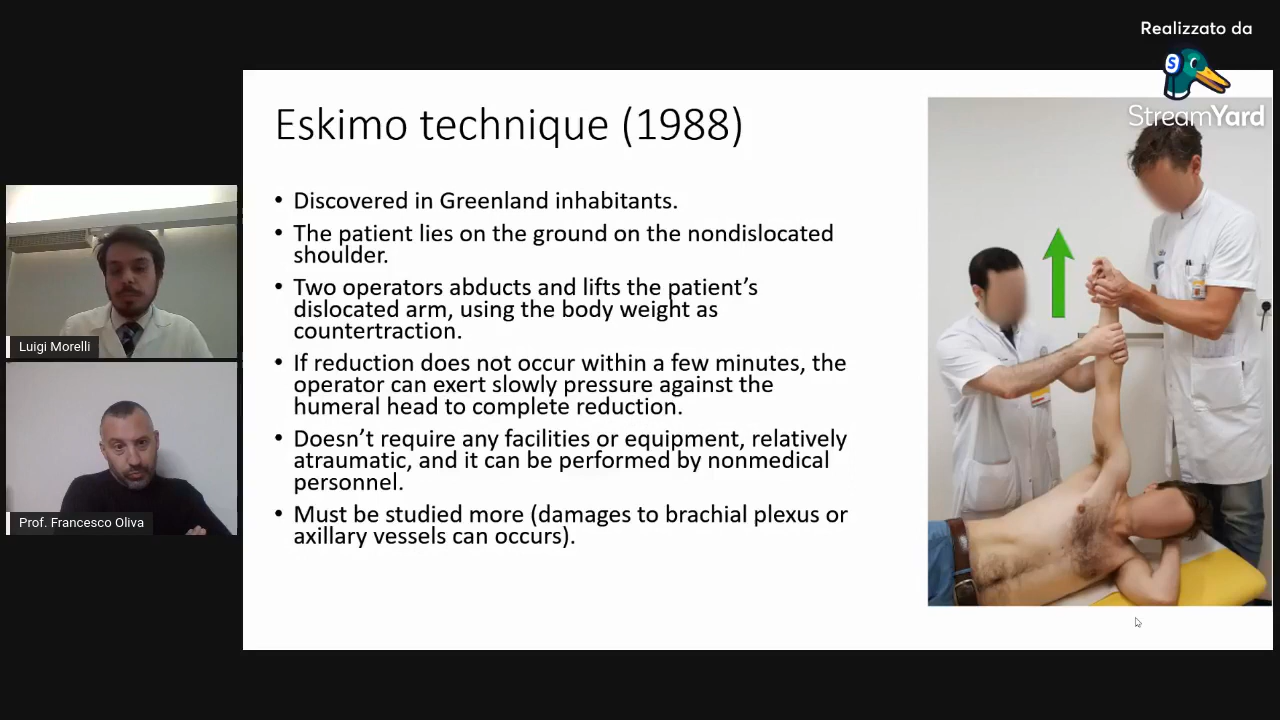 Realizzato da
StreamYard
Eskimo technique (1988)
• Discovered in Greenland inhabitants.
• The patient lies on the ground on the nondislocated
shoulder.
• Two operators abducts and lifts the patient’s
dislocated arm, using the body weight as
countertraction.
• If reduction does not occur within a few minutes, the
operator can exert slowly pressure against the
humeral head to complete reduction.
• Doesn’t require any facilities or equipment, relatively
atraumatic, and it can be performed by nonmedical
personnel.
• Must be studied more (damages to brachial plexus or
axillary vessels can occurs).
Luigi Morelli
Prof. Francesco Oliva